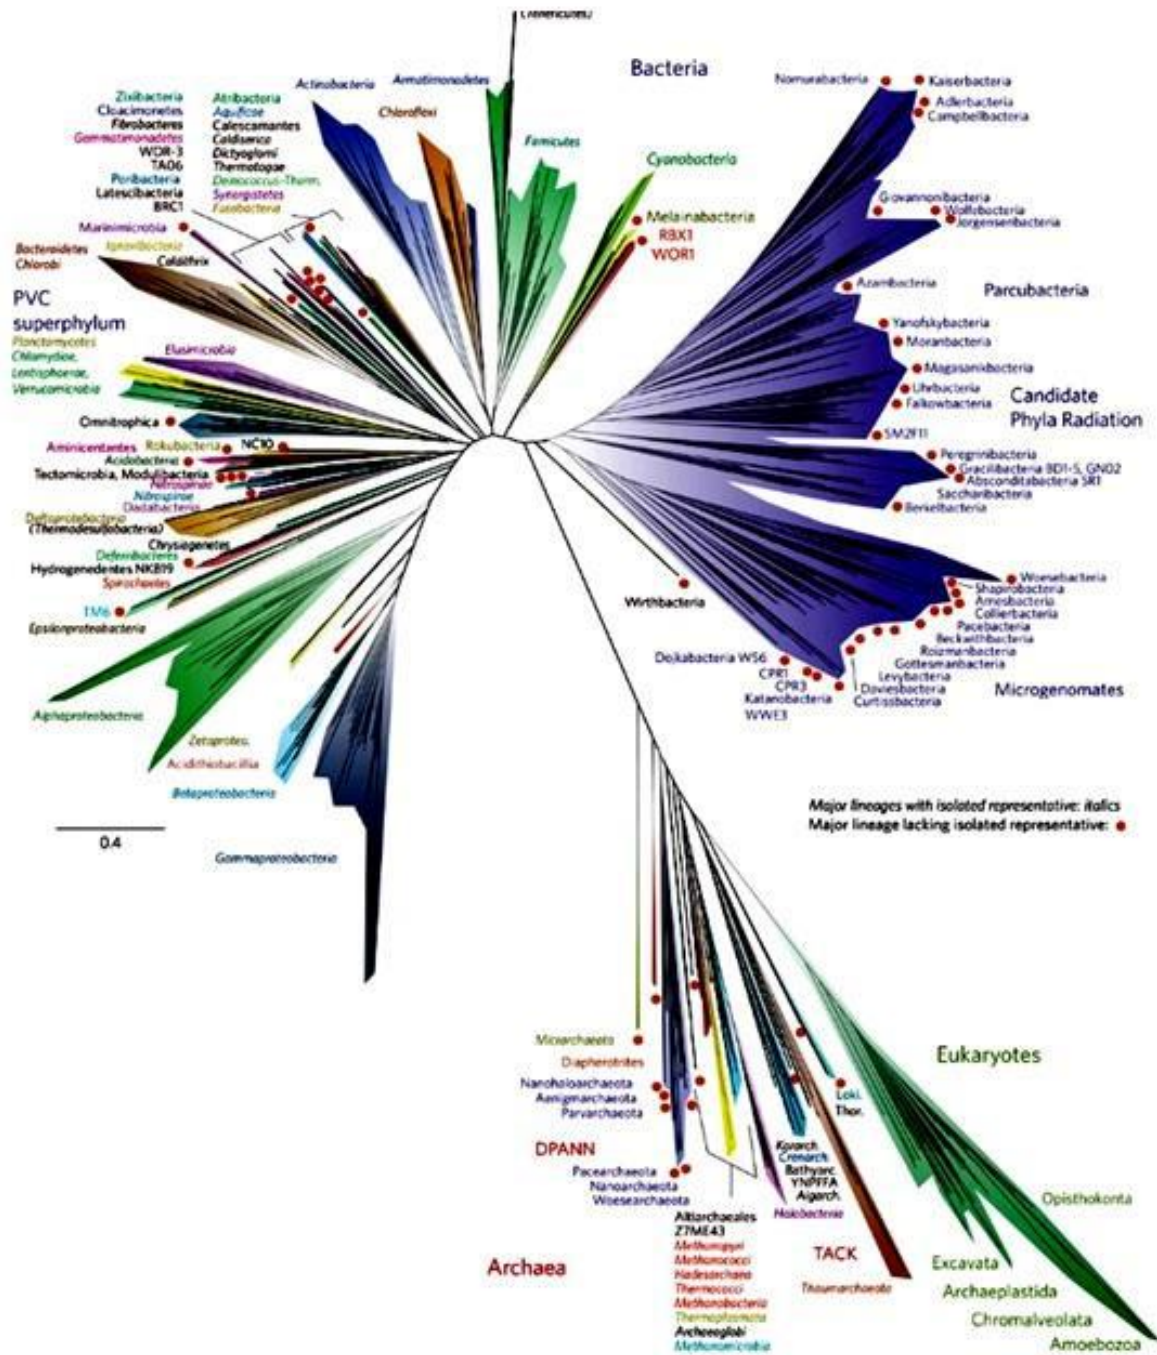 (Tenericutes)
Bacteria
Nomurabacteria
Kaiserbacteria
Adlerbacteria
Campbellbacteria
Armatimonadetes
Actinobacteria
Zixibacteria
Cloacimonetes
Fibrobacteres
Gemmatimonadetes
WOR-3
TA06
Poribacteria
Latescibacteria
BRC1
Atribacteria
Aquificae
Calescamantes
Caldiserica
Dictyoglomi
Thermotogae
Deinococcus-Therm.
Synergistetes
Fusobacteria
Chloroflexi
Firmicutes
Cyanobacteria
Melainabacteria
RBX1
WOR1
Giovannonibacteria
Wolfebacteria
Jorgensenbacteria
Marinimicrobia
Bacteroidetes
Chlorobi
Ignavibacteria
Caldithrix
Azambacteria
Parcubacteria
PVC
superphylum
Planctomycetes
Chlamydiae,
Lentisphaerae,
Verrucomicrobia
Elusimicrobia
Yanofskybacteria
Moranbacteria
Magasanikbacteria
Uhrbacteria
Falkowbacteria
Candidate
Phyla Radiation
SM2F11
Omnitrophica
Aminicentantes
Rokubacteria
NC10
Acidobacteria
Tectomicrobia, Modulibacteria
Nitrospinae
Nitrospirae
Dadabacteria
Deltaprotebacteria
(Thermodesulfobacteria)
Chrysiogenetes
Deferribacteres
Hydrogenedentes NKB19
Spirochaetes
TM6
Epsilonproteobacteria
Peregrinibacteria
Gracilibacteria BD1-5, GN02
Absconditabacteria SR1
Saccharibacteria
Berkelbacteria
Wirthbacteria
Woesebacteria
Shapirobacteria
Amesbacteria
Collierbacteria
Pacebacteria
Beckwithbacteria
Roizmanbacteria
Gottesmanbacteria
Levybacteria
Daviesbacteria
Curtissbacteria
Microgenomates
Dojkabacteria WS6
CPR1
CPR3
Katanobacteria
WWE3
Alphaproteobacteria
Zetaproteo.
Acidithiobacillia
Betaproteobacteria
Gammaproteobacteria
0.4
Major lineages with isolated representative: italics
Major lineage lacking isolated representative:
Micrarchaeota
Diapherotrites
Nanohaloarchaeota
Aenigmarchaeota
Parvarchaeota
DPANN
Pacearchaeota
Nanoarchaeota
Woesearchaeota
Archaea
Altiarchaeales
Z7ME43
Methanopyri
Methanococci
Hadesarchaea
Thermococci
Methanobacteria
Thermoplasmata
Archaeoglobi
Methanomicrobia
Halobacteria
Korarch.
Crenarch.
Bathyarc.
YNPFFA
Aigarch.
TACK
Thaumarchaeota
Loki.
Thor.
Eukaryotes
Opisthokonta
Excavata
Archaeplastida
Chromalveolata
Amoebozoa